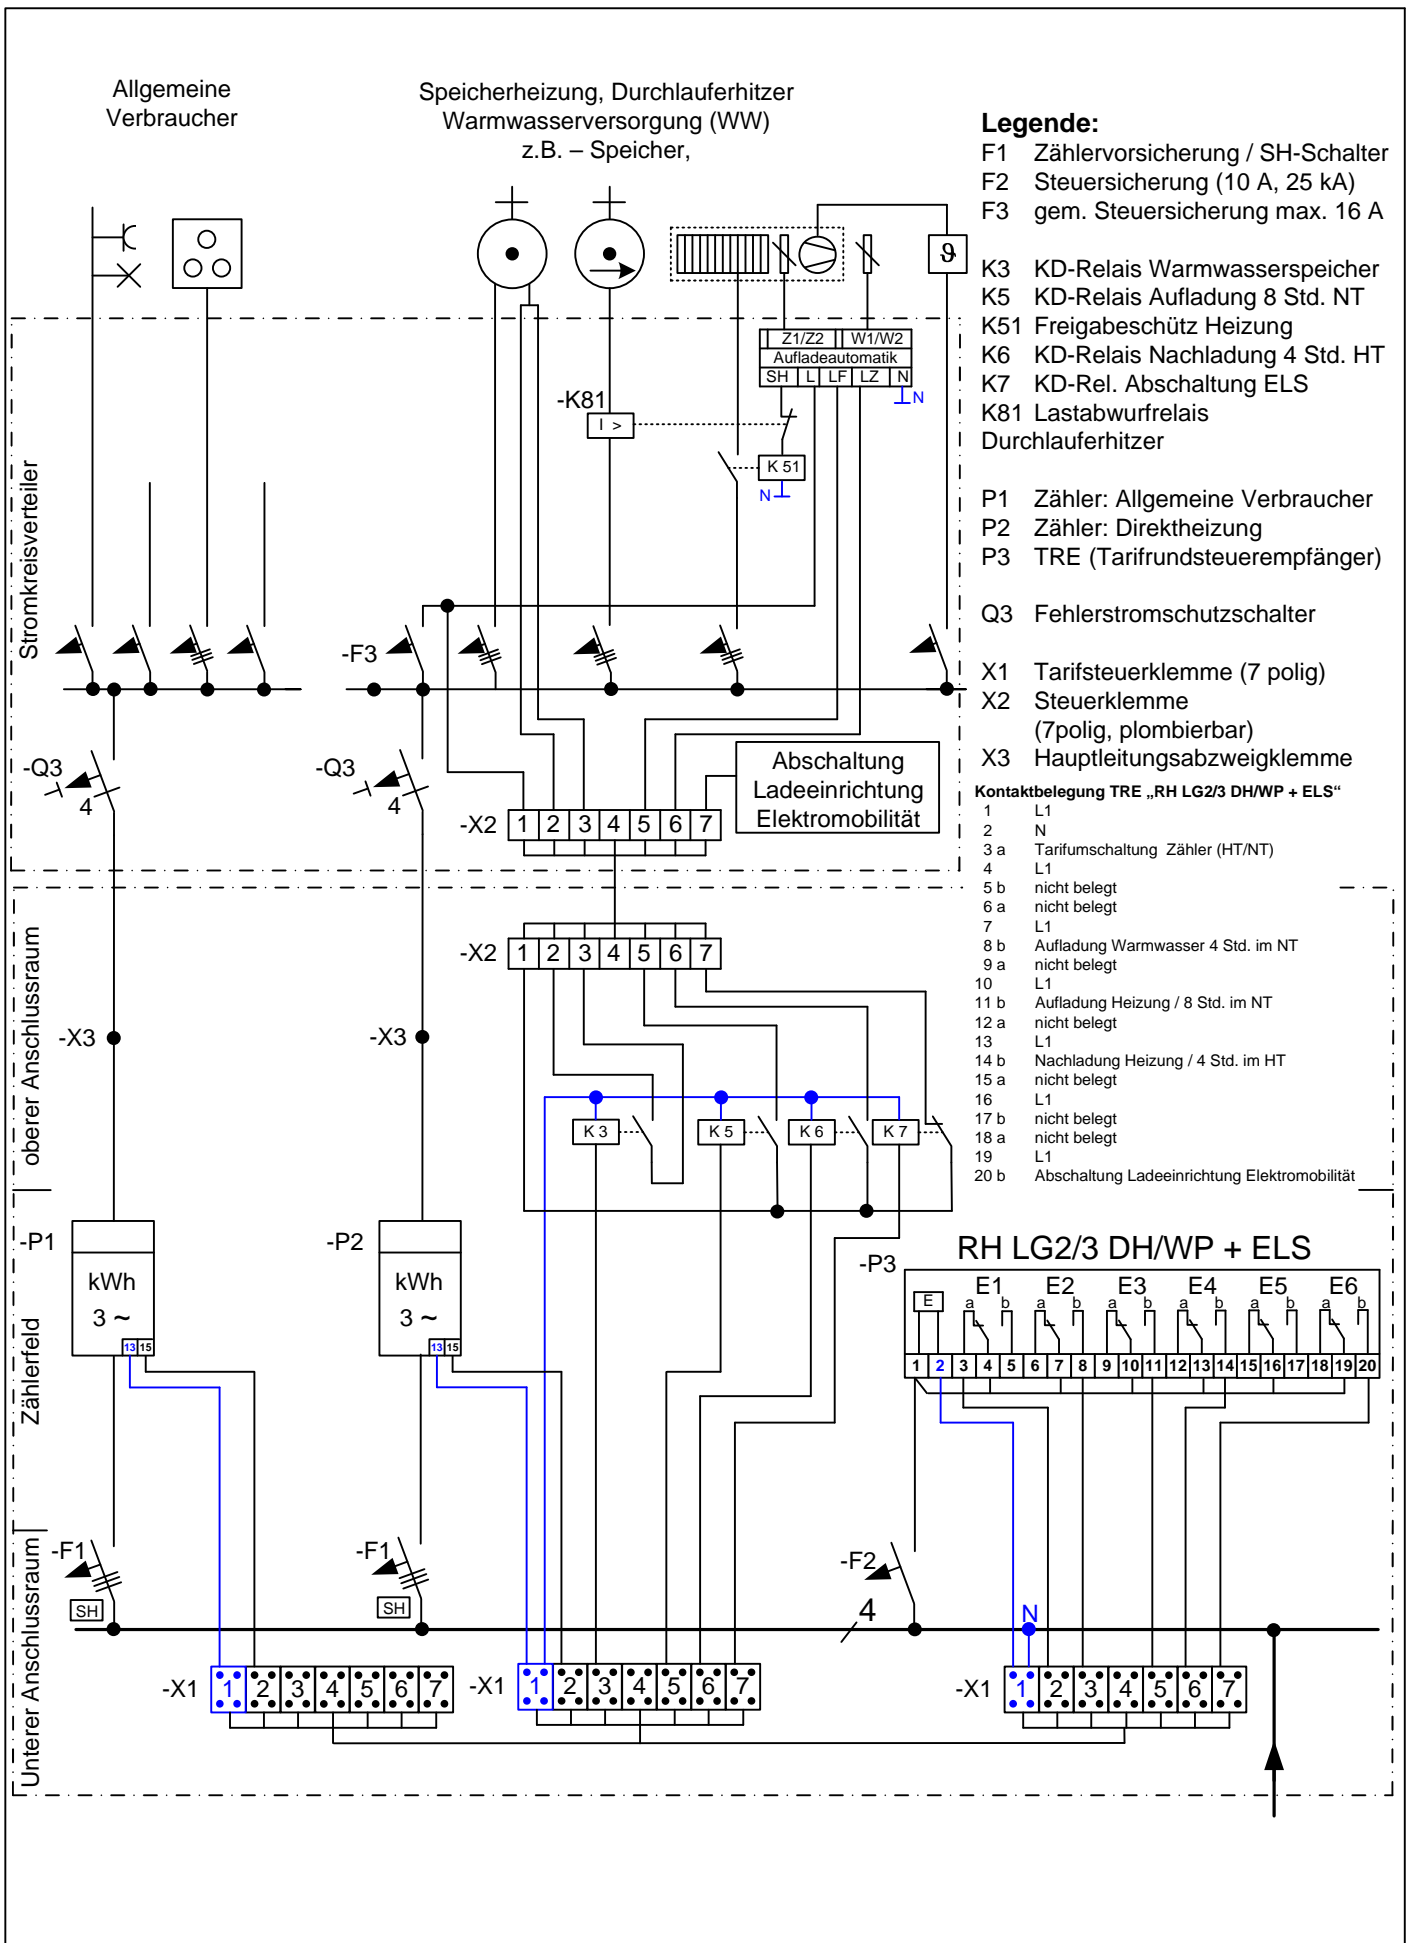 Allgemeine
Verbraucher
Speicherheizung, Durchlauferhitzer
Warmwasserversorgung (WW)
z.B. – Speicher,
Legende:
F1 Zählervorsicherung / SH-Schalter
F2 Steuersicherung (10 A, 25 kA)
F3 gem. Steuersicherung max. 16 A
K3 KD-Relais Warmwasserspeicher
K5 KD-Relais Aufladung 8 Std. NT
K51 Freigabeschütz Heizung
K6 KD-Relais Nachladung 4 Std. HT
K7 KD-Rel. Abschaltung ELS
K81 Lastabwurfrelais
Durchlauferhitzer
P1 Zähler: Allgemeine Verbraucher
P2 Zähler: Direktheizung
P3 TRE (Tarifrundsteuerempfänger)
Q3 Fehlerstromschutzschalter
X1 Tarifsteuerklemme (7 polig)
X2 Steuerklemme
(7polig, plombierbar)
X3 Hauptleitungsabzweigklemme
Kontaktbelegung TRE „RH LG2/3 DH/WP + ELS“
1 L1
2 N
3 a Tarifumschaltung Zähler (HT/NT)
4 L1
5 b nicht belegt
6 a nicht belegt
7 L1
8 b Aufladung Warmwasser 4 Std. im NT
9 a nicht belegt
10 L1
11 b Aufladung Heizung / 8 Std. im NT
12 a nicht belegt
13 L1
14 b Nachladung Heizung / 4 Std. im HT
15 a nicht belegt
16 L1
17 b nicht belegt
18 a nicht belegt
19 L1
20 b Abschaltung Ladeeinrichtung Elektromobilität
ϑ
Z1/Z2 W1/W2
Aufladeautomatik
SH L LF LZ N
N
-K81
I >
K 51
N
Stromkreisverteiler
-F3
-Q3
4
-Q3
4
Abschaltung
Ladeeinrichtung
Elektromobilität
-X2 1 2 3 4 5 6 7
oberer Anschlussraum
-X2 1 2 3 4 5 6 7
-X3
-X3
K 3
K 5
K 6
K 7
Zählerfeld
-P1
kWh
3 ~
13 15
-P2
kWh
3 ~
13 15
RH LG2/3 DH/WP + ELS
-P3
E
E1 E2 E3 E4 E5 E6
a b a b a b a b a b a b
1 2 3 4 5 6 7 8 9 10 11 12 13 14 15 16 17 18 19 20
Unterer Anschlussraum
-F1
SH
-F1
SH
-F2
4
N
-X1 1 2 3 4 5 6 7
-X1 1 2 3 4 5 6 7
-X1 1 2 3 4 5 6 7